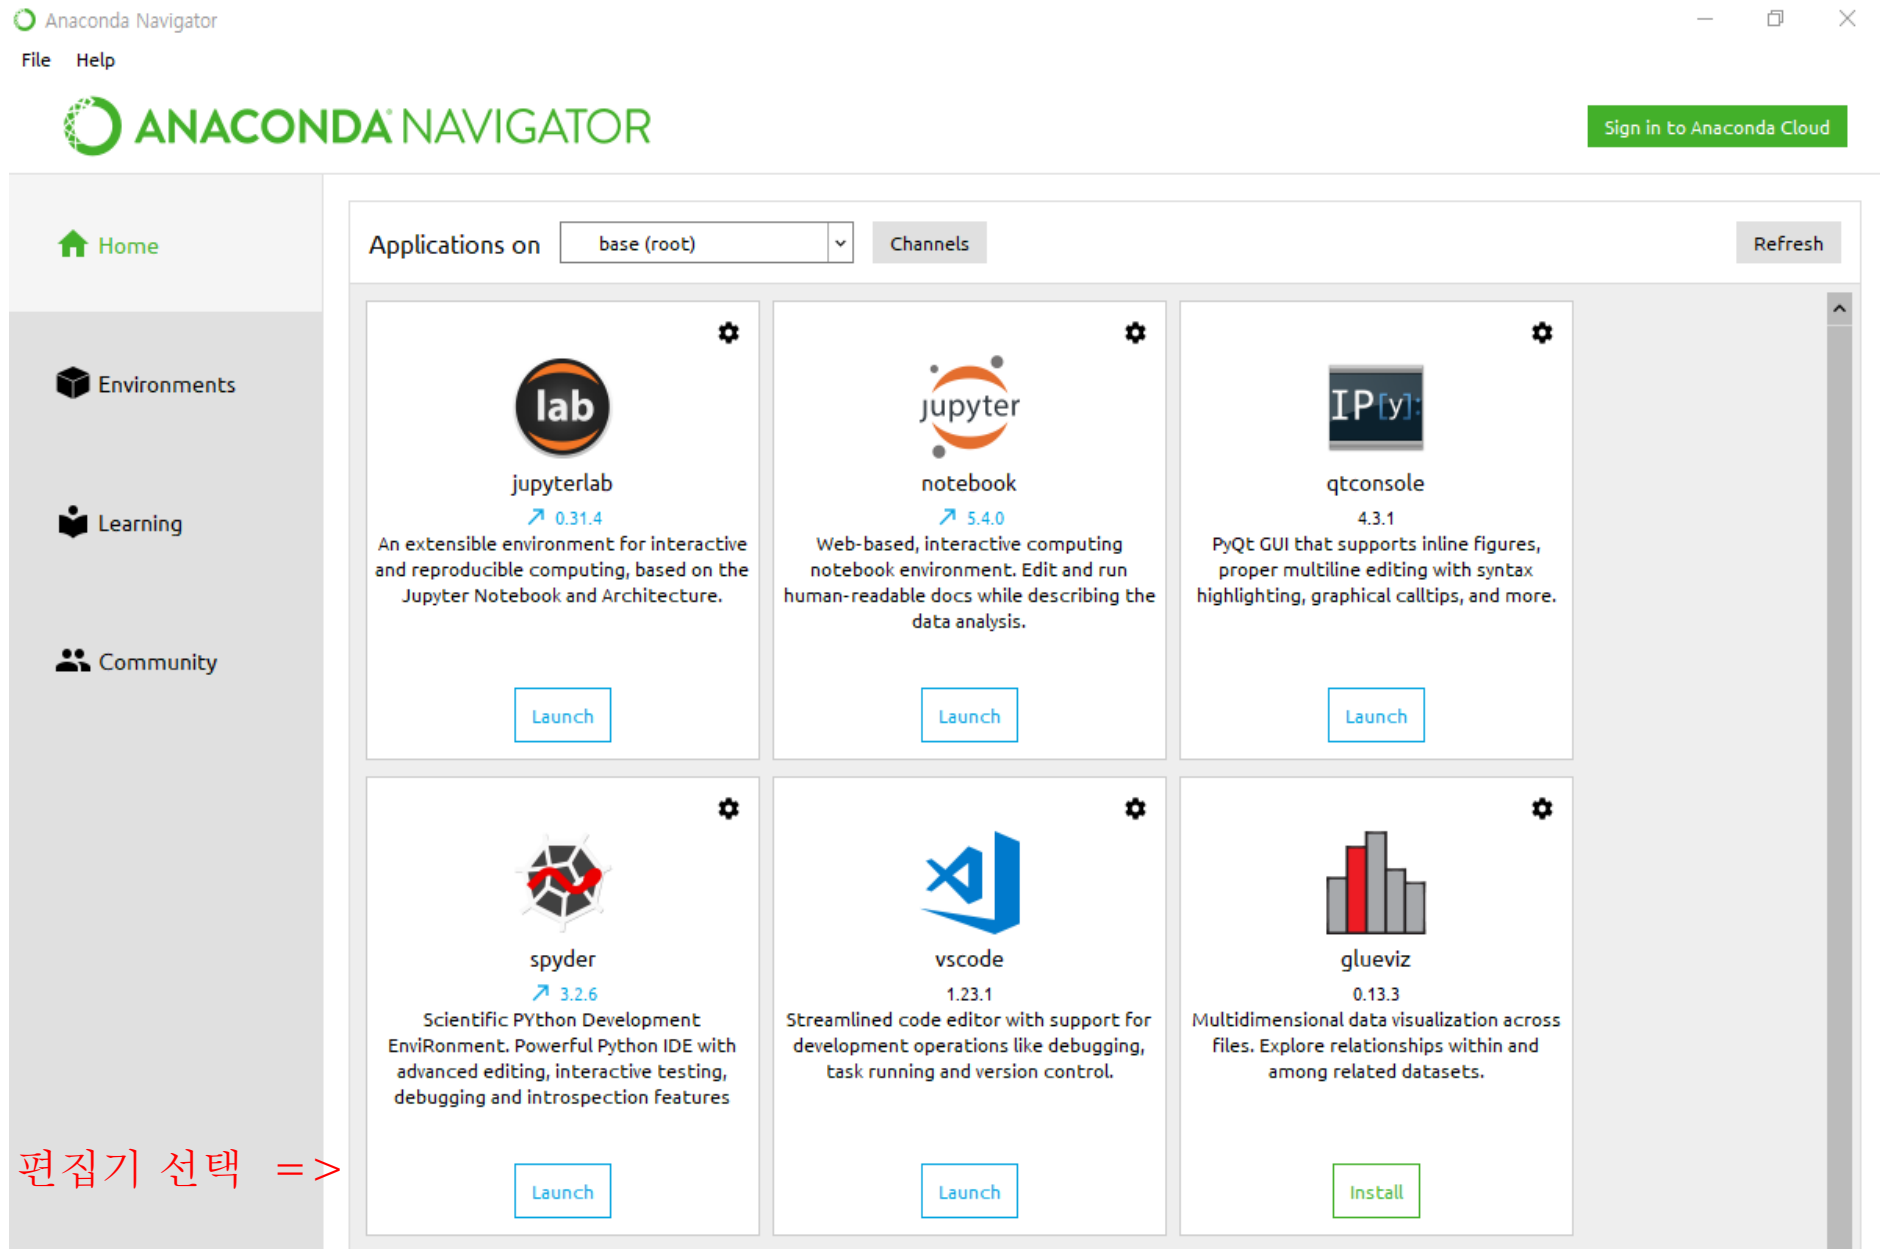 Anaconda Navigator
File Help
ANACONDA NAVIGATOR
Sign in to Anaconda Cloud
Home
Environments
Learning
Community
Applications on base (root) Channels Refresh
lab
jupyterlab
0.31.4
An extensible environment for interactive
and reproducible computing, based on the
Jupyter Notebook and Architecture.
Launch
jupyter
notebook
5.4.0
Web-based, interactive computing
notebook environment. Edit and run
human-readable docs while describing the
data analysis.
Launch
IP[y]:
qtconsole
4.3.1
PyQt GUI that supports inline figures,
proper multiline editing with syntax
highlighting, graphical calltips, and more.
Launch
spyder
3.2.6
Scientific PYthon Development
EnviRonment. Powerful Python IDE with
advanced editing, interactive testing,
debugging and introspection features
Launch
vscode
1.23.1
Streamlined code editor with support for
development operations like debugging,
task running and version control.
Launch
glueviz
0.13.3
Multidimensional data visualization across
files. Explore relationships within and
among related datasets.
Install
편집기 선택 =>